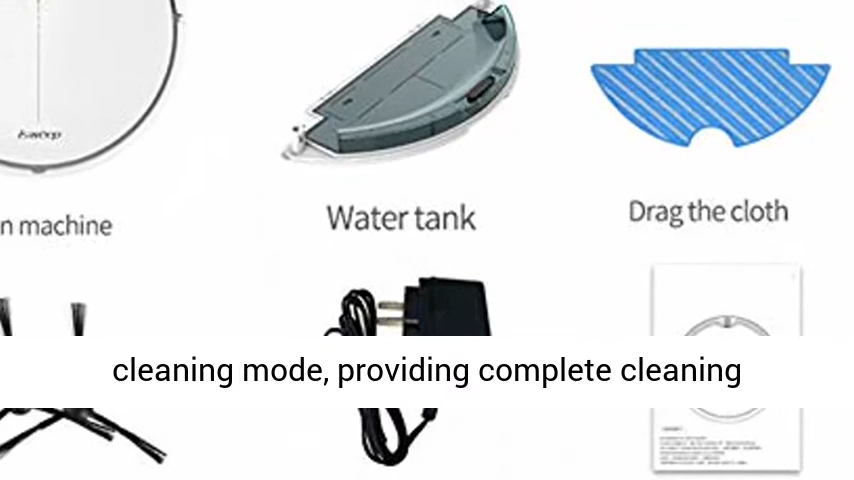 n machine
Water tank
Drag the cloth
cleaning mode, providing complete cleaning